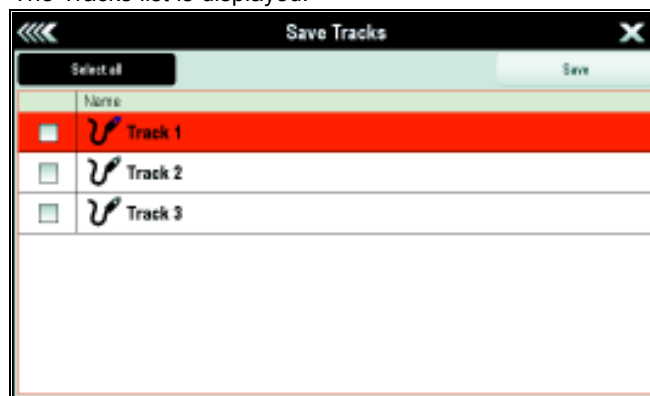 The Tracks list is displayed.
Save Tracks
Select all
Save
Name
Track 1
Track 2
Track 3